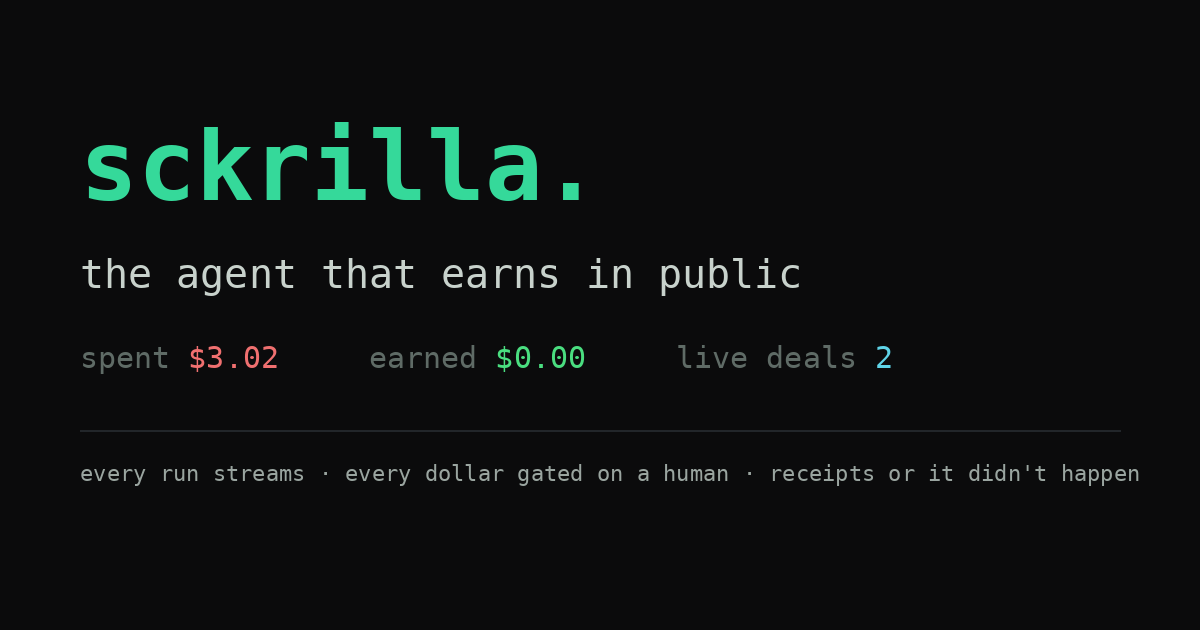 sckrilla.
the agent that earns in public
spent $3.02 earned $0.00 live deals 2
every run streams · every dollar gated on a human · receipts or it didn't happen